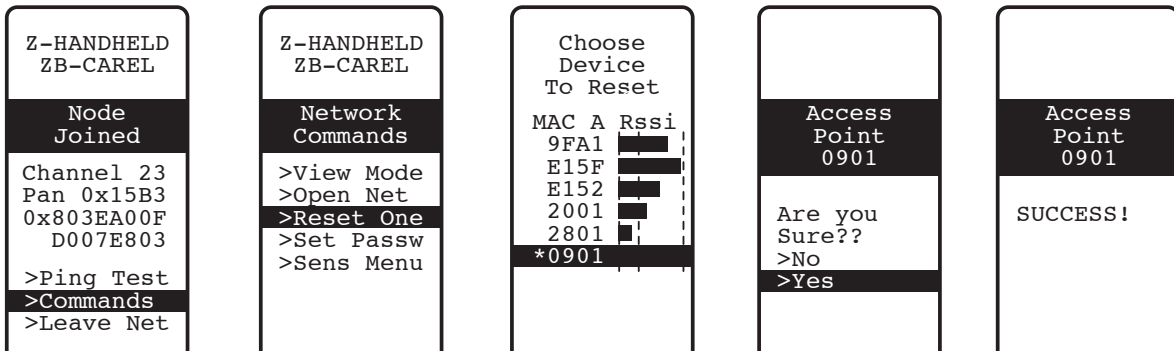 Z-HANDHELD
ZB-CAREL
Node
Joined
Channel 23
Pan 0x15B3
0x803EA00F
D007E803
>Ping Test
>Commands
>Leave Net
Z-HANDHELD
ZB-CAREL
Network
Commands
>View Mode
>Open Net
>Reset One
>Set Passw
>Sens Menu
Choose
Device
To Reset
MAC A Rssi
9FA1
E15F
E152
2001
2801
*0901
Access
Point
0901
Are you
Sure??
>No
>Yes
Access
Point
0901
SUCCESS!